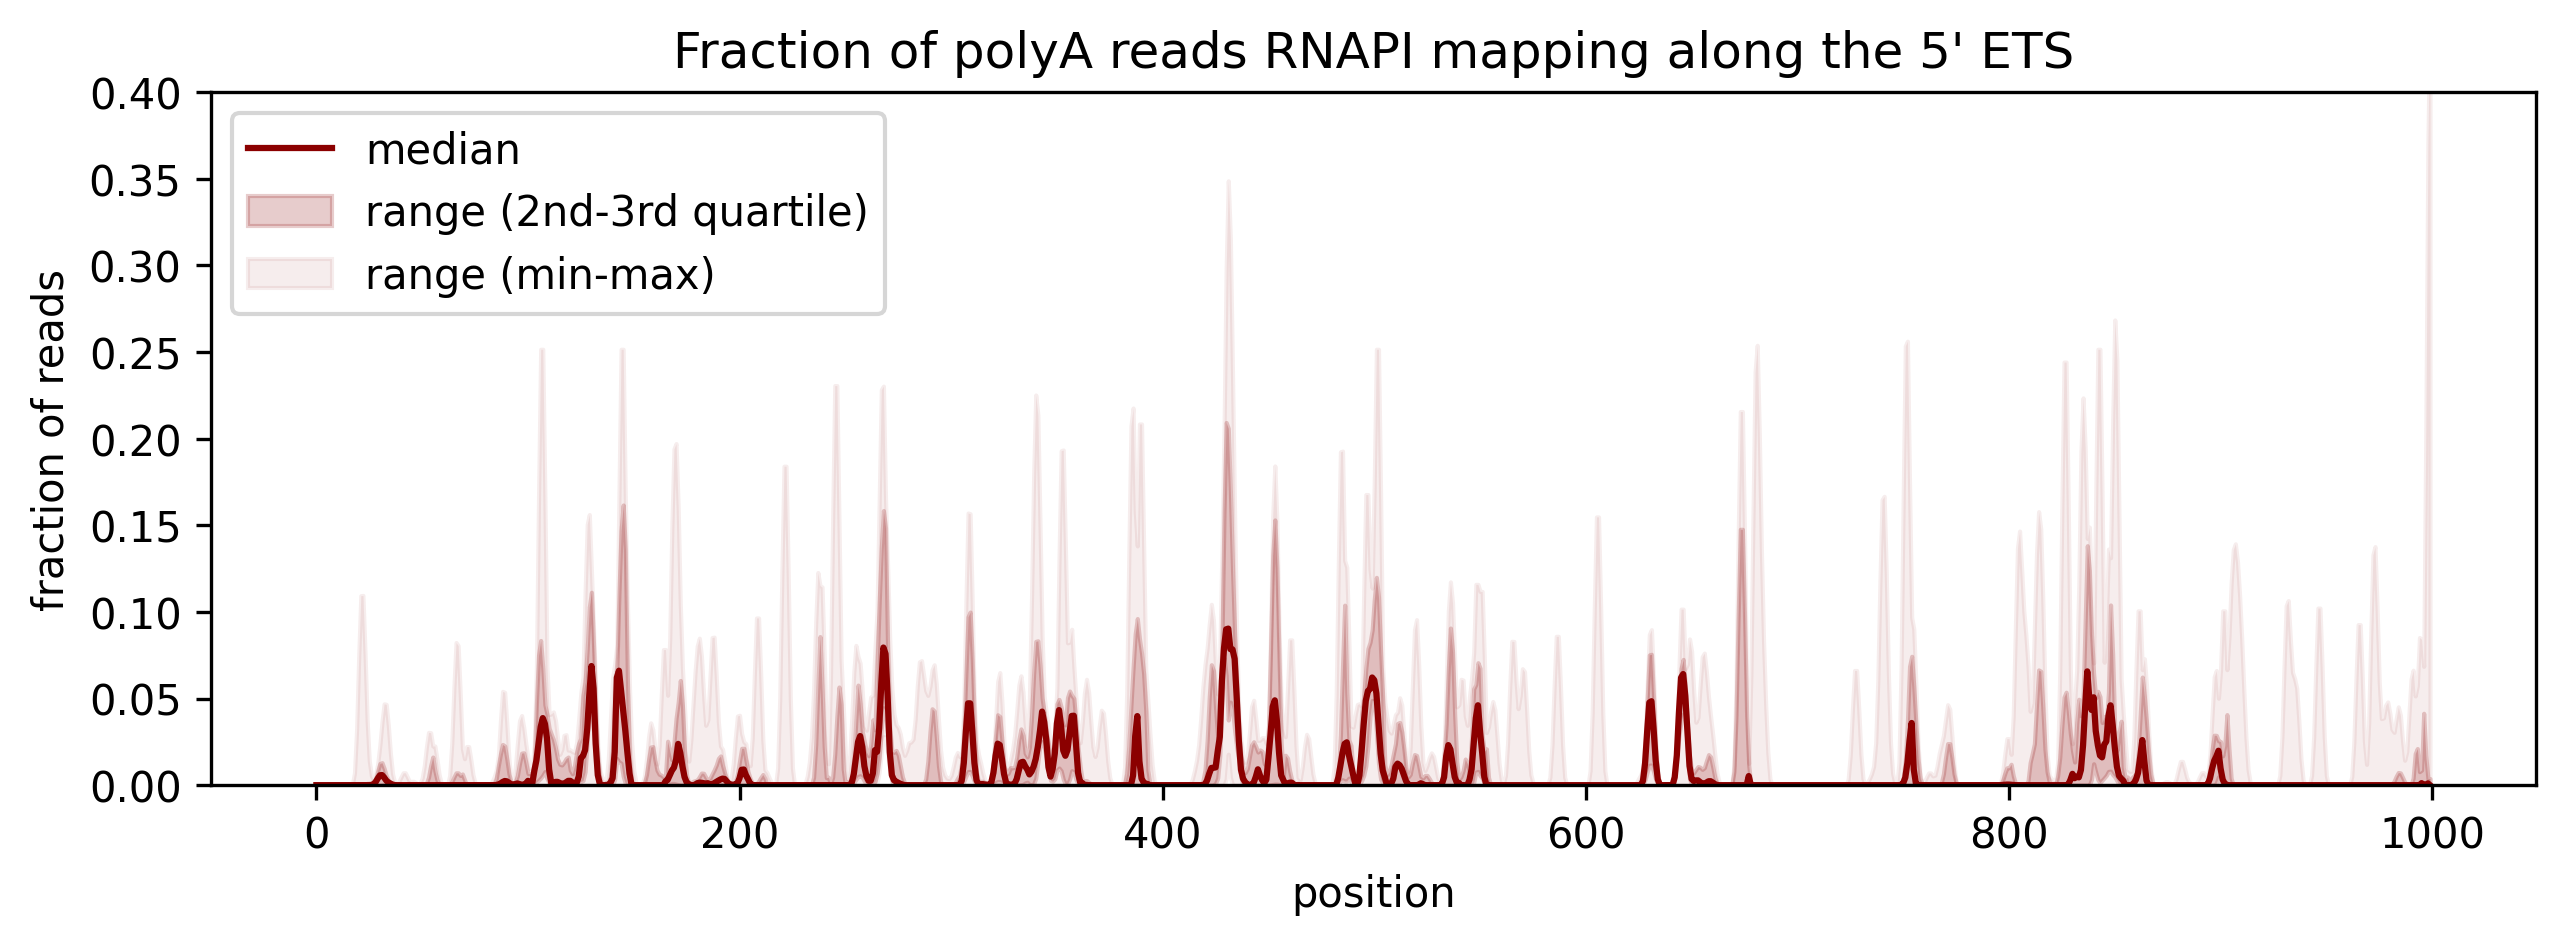 Fraction of polyA reads RNAPI mapping along the 5' ETS
0.40
0.35
0.30
0.25
0.20
0.15
0.10
0.05
0.00
fraction of reads
median
range (2nd-3rd quartile)
range (min-max)
0 200 400 600 800 1000
position